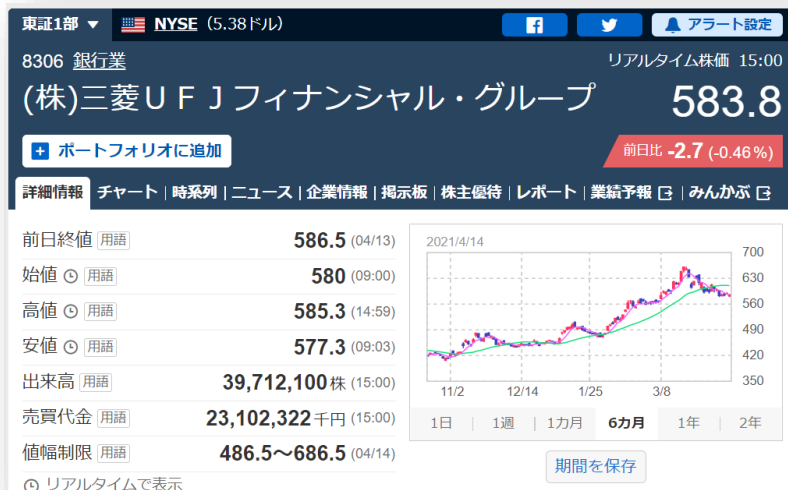 東証1部 ▼ NYSE (5.38ドル) アラート設定
8306 銀行業 リアルタイム株価 15:00
(株)三菱UFJフィナンシャル・グループ 583.8
ポートフォリオに追加 前日比 -2.7 (-0.46%)
詳細情報 チャート 時系列 ニュース 企業情報 掲示板 株主優待 レポート 業績予報 みんかぶ
前日終値 用語 586.5 (04/13)
始値 用語 580 (09:00)
高値 用語 585.3 (14:59)
安値 用語 577.3 (09:03)
出来高 用語 39,712,100株 (15:00)
売買代金 用語 23,102,322千円 (15:00)
値幅制限 用語 486.5～686.5 (04/14)
リアルタイムで表示
2021/4/14
700
630
560
490
420
350
11/2 12/14 1/25 3/8
1日 1週 1カ月 6カ月 1年 2年
期間を保存